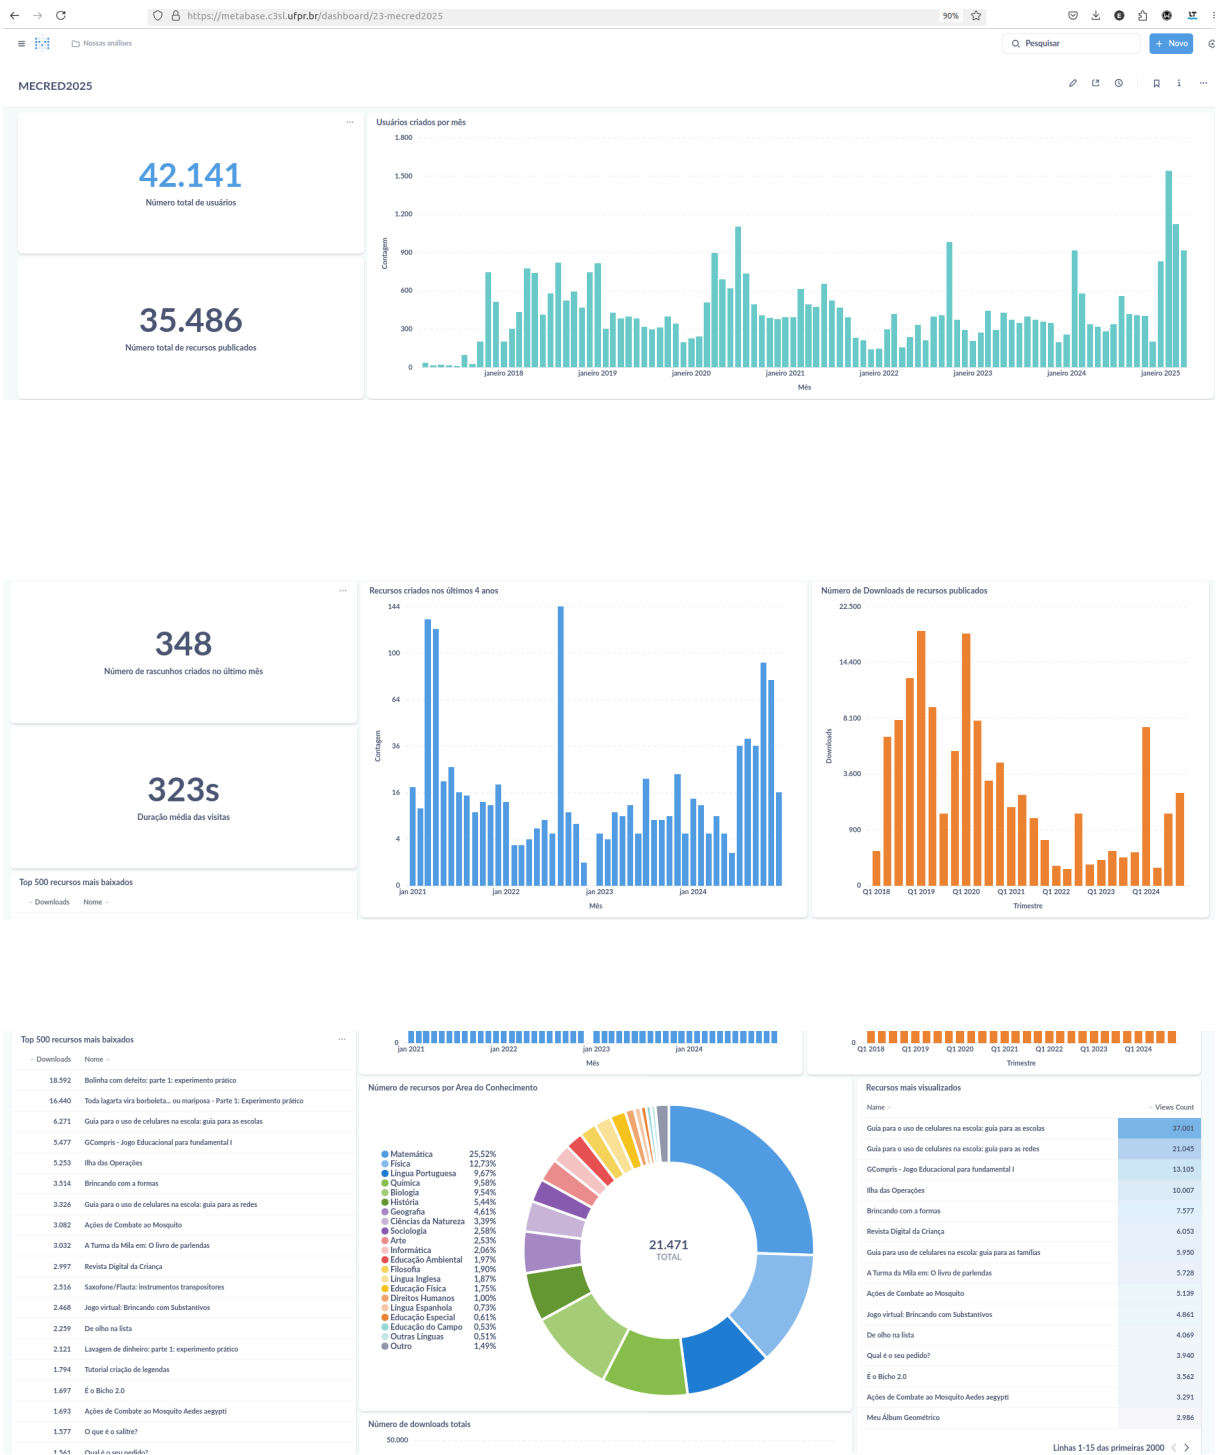 https://metabase.c3sl.ufpr.br/dashboard/23-mecred2025
90%
Nossas análises
Pesquisar
+ Novo
MECRED2025
42.141
Número total de usuários
35.486
Número total de recursos publicados
Usuários criados por mês
1.800
1.500
1.200
900
600
300
0
Contagem
janeiro 2018
janeiro 2019
janeiro 2020
janeiro 2021
janeiro 2022
janeiro 2023
janeiro 2024
janeiro 2025
Mês
348
Número de rascunhos criados no último mês
323s
Duração média das visitas
Top 500 recursos mais baixados
Downloads Nome
Recursos criados nos últimos 4 anos
144
100
64
36
16
4
0
Contagem
jan 2021
jan 2022
jan 2023
jan 2024
Mês
Número de Downloads de recursos publicados
22.500
14.400
8.100
3.600
900
0
Downloads
Q1 2018
Q1 2019
Q1 2020
Q1 2021
Q1 2022
Q1 2023
Q1 2024
Trimestre
Top 500 recursos mais baixados
Downloads Nome
18.592 Bolinha com defeito: parte 1: experimento prático
16.440 Toda lagarta vira borboleta... ou mariposa - Parte 1: Experimento prático
6.271 Guia para o uso de celulares na escola: guia para as escolas
5.477 GCompris - Jogo Educacional para fundamental I
5.253 Ilha das Operações
3.514 Brincando com a formas
3.326 Guia para o uso de celulares na escola: guia para as redes
3.082 Ações de Combate ao Mosquito
3.032 A Turma da Mila em: O livro de parlendas
2.997 Revista Digital da Criança
2.516 Saxofone/Flauta: instrumentos transpositores
2.468 Jogo virtual: Brincando com Substantivos
2.259 De olho na lista
2.121 Lavagem de dinheiro: parte 1: experimento prático
1.794 Tutorial criação de legendas
1.697 É o Bicho 2.0
1.693 Ações de Combate ao Mosquito Aedes aegypti
1.577 O que é o salitre?
1.561 Qual é o seu pedido?
0
jan 2021
jan 2022
jan 2023
jan 2024
Mês
0
Q1 2018
Q1 2019
Q1 2020
Q1 2021
Q1 2022
Q1 2023
Q1 2024
Trimestre
Número de recursos por Area do Conhecimento
Matemática 25,52%
Física 12,73%
Língua Portuguesa 9,67%
Química 9,58%
Biologia 9,54%
História 5,44%
Geografia 4,61%
Ciências da Natureza 3,39%
Sociologia 2,58%
Arte 2,53%
Informática 2,06%
Educação Ambiental 1,97%
Filosofia 1,90%
Língua Inglesa 1,87%
Educação Física 1,75%
Direitos Humanos 1,00%
Língua Espanhola 0,73%
Educação Especial 0,61%
Educação do Campo 0,53%
Outras Línguas 0,51%
Outro 1,49%
21.471
TOTAL
Número de downloads totais
50.000
Recursos mais visualizados
Name Views Count
Guia para o uso de celulares na escola: guia para as escolas 37.001
Guia para o uso de celulares na escola: guia para as redes 21.045
GCompris - Jogo Educacional para fundamental I 13.105
Ilha das Operações 10.007
Brincando com a formas 7.577
Revista Digital da Criança 6.053
Guia para uso de celulares na escola: guia para as famílias 5.950
A Turma da Mila em: O livro de parlendas 5.728
Ações de Combate ao Mosquito 5.139
Jogo virtual: Brincando com Substantivos 4.861
De olho na lista 4.069
Qual é o seu pedido? 3.940
É o Bicho 2.0 3.562
Ações de Combate ao Mosquito Aedes aegypti 3.291
Meu Álbum Geométrico 2.986
Linhas 1-15 das primeiras 2000